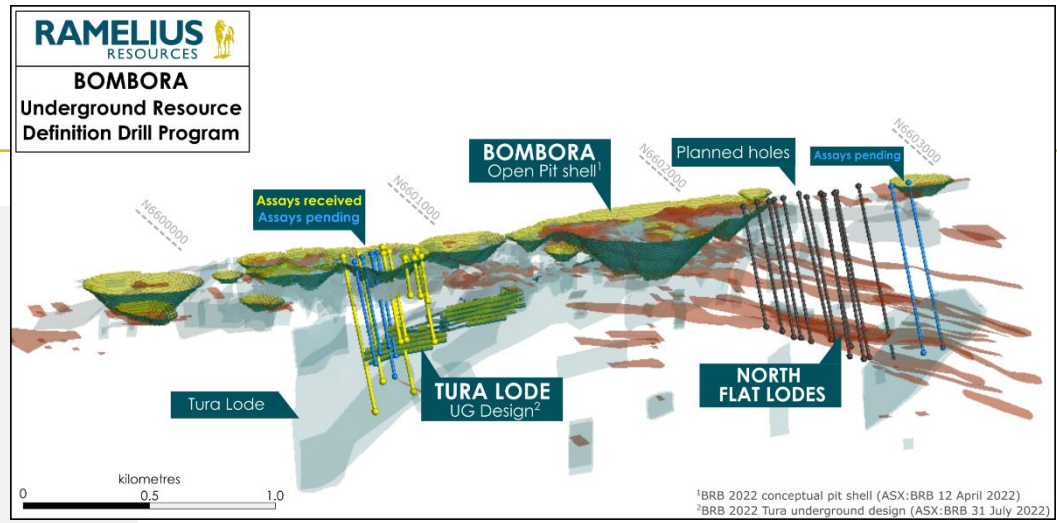 RAMELIUS
RESOURCES
BOMBORA
Underground Resource
Definition Drill Program
N6600000
Assays received
Assays pending
N6601000
BOMBORA
Open Pit shell¹
N6602000
Planned holes
Assays pending
N6603000
Tura Lode
TURA LODE
UG Design²
NORTH
FLAT LODES
kilometres
0 0.5 1.0
¹BRB 2022 conceptual pit shell (ASX:BRB 12 April 2022)
²BRB 2022 Tura underground design (ASX:BRB 31 July 2022)